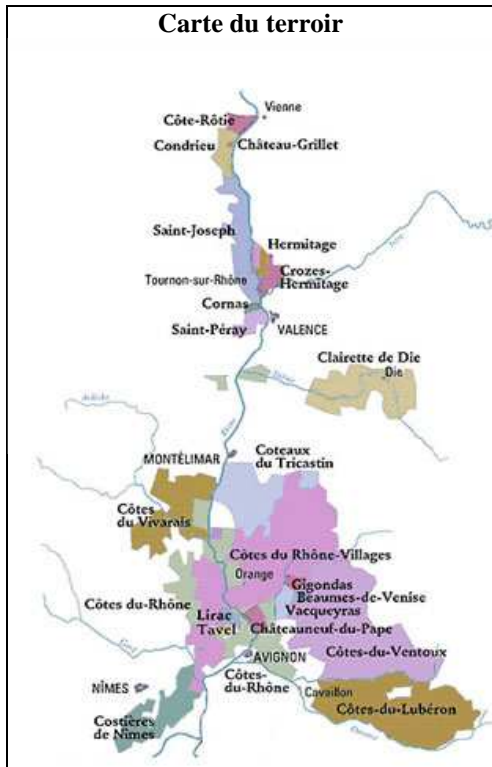 Carte du terroir
Vienne
Côte-Rôtie
Condrieu
Château-Grillet
Saint-Joseph
Hermitage
Tournon-sur-Rhône
Crozes-
Hermitage
Cornas
Saint-Péray
VALENCE
Clairette de Die
Die
MONTÉLIMAR
Coteaux
du Tricastin
Côtes
du Vivarais
Côtes du Rhône-Villages
Orange
Gigondas
Beaumes-de-Venise
Vacqueyras
Côtes du-Rhône
Lirac
Tavel
Châteauneuf-du-Pape
Côtes-du-Ventoux
AVIGNON
Côtes-
du-Rhône
NÎMES
Cavaillon
Côtes-du-Lubéron
Costières
de Nîmes